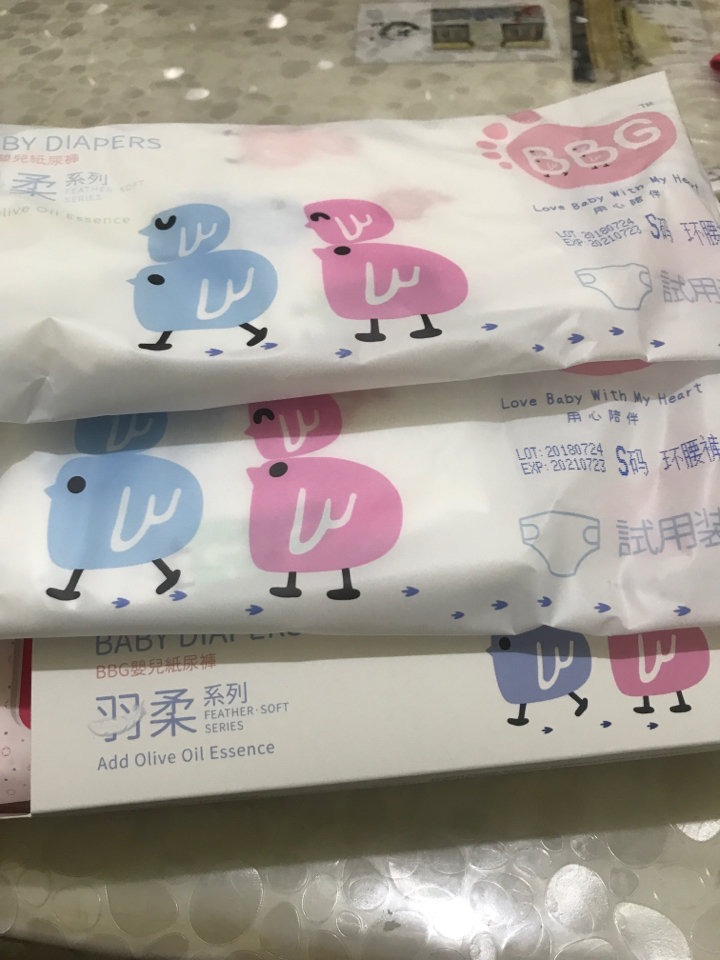 BABY DIAPERS
嬰兒紙尿褲
柔 系列
FEATHER·SOFT
SERIES
Olive Oil Essence
BBG
TM
Love Baby With My Heart
用心陪伴
LOT: 20180724
EXP: 20210723
S码 环腰
試用
Love Baby With My Heart
用心陪伴
LOT: 20180724
EXP: 20210723
S码 环腰裤
試用装
BABY DIAPERS
BBG嬰兒紙尿褲
羽柔 系列
FEATHER·SOFT
SERIES
Add Olive Oil Essence